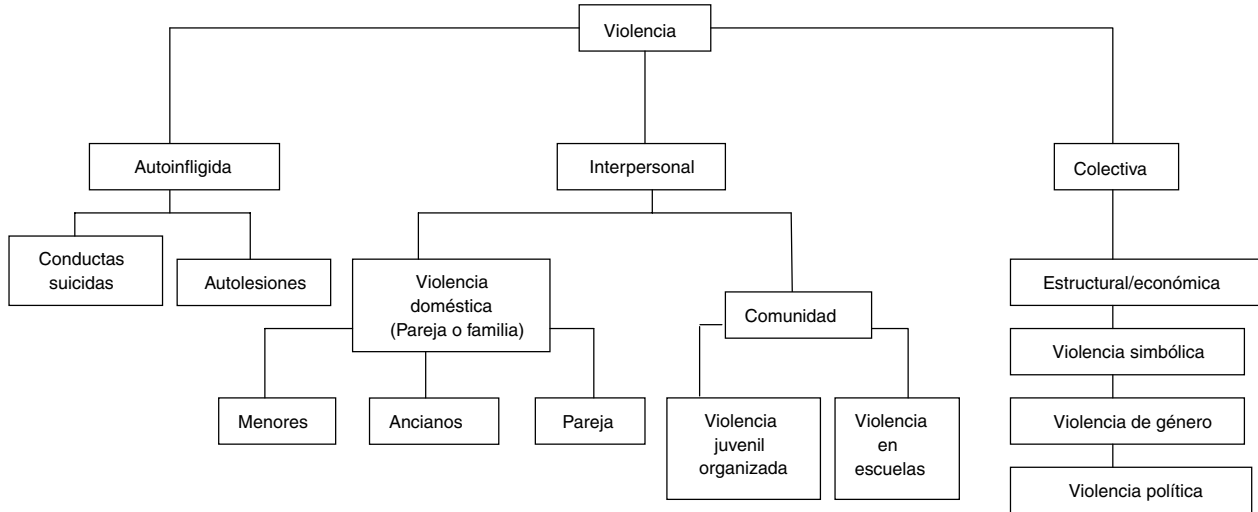 Violencia
Autoinfligida
Interpersonal
Colectiva
Conductas
suicidas
Autolesiones
Violencia
doméstica
(Pareja o familia)
Comunidad
Estructural/económica
Violencia simbólica
Violencia de género
Violencia política
Menores
Ancianos
Pareja
Violencia
juvenil
organizada
Violencia
en
escuelas